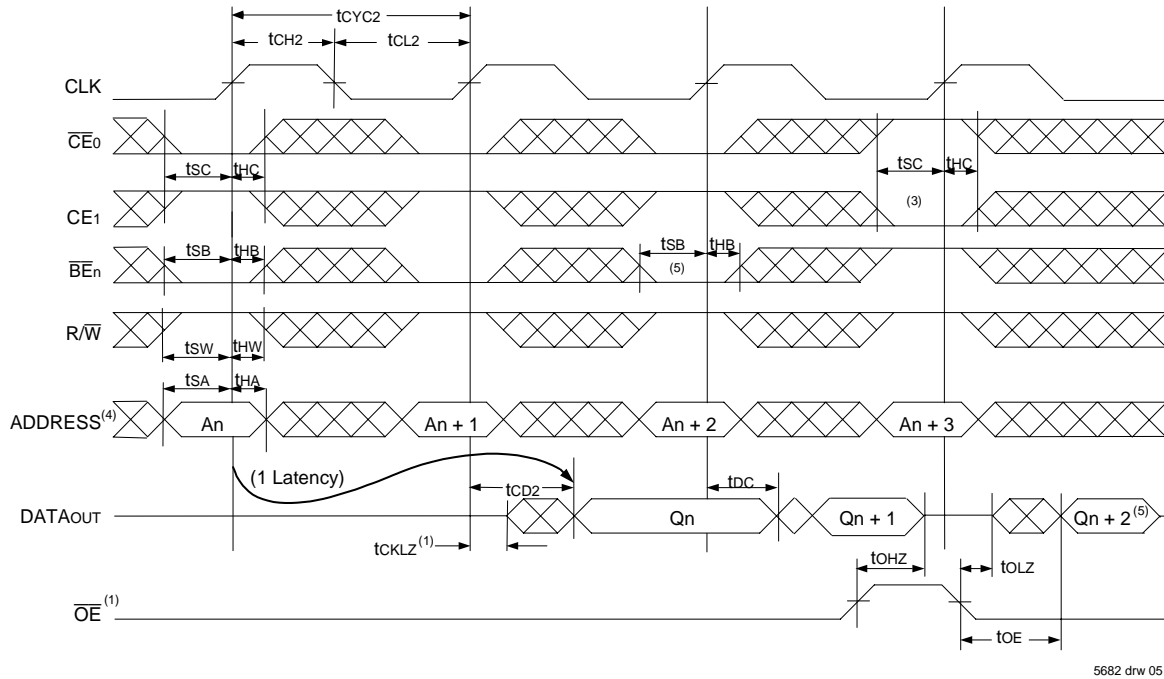 tCYC2
tCH2 tCL2
CLK
CE0
tSC tHC tSC tHC
CE1 (3)
tSB tHB tSB tHB
BEn (5)
R/W
tSW tHW
tSA tHA
ADDRESS(4) An An + 1 An + 2 An + 3
(1 Latency) tCD2 tDC
DATAOUT Qn Qn + 1 Qn + 2(5)
tCKLZ(1)
tOHZ tOLZ
OE(1)
tOE
5682 drw 05